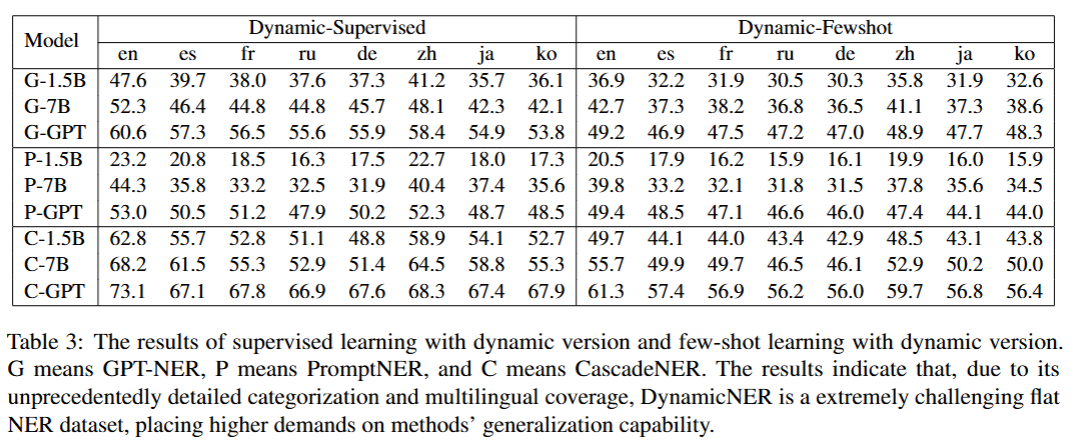 Model Dynamic-Supervised Dynamic-Fewshot
en es fr ru de zh ja ko en es fr ru de zh ja ko
G-1.5B 47.6 39.7 38.0 37.6 37.3 41.2 35.7 36.1 36.9 32.2 31.9 30.5 30.3 35.8 31.9 32.6
G-7B 52.3 46.4 44.8 44.8 45.7 48.1 42.3 42.1 42.7 37.3 38.2 36.8 36.5 41.1 37.3 38.6
G-GPT 60.6 57.3 56.5 55.6 55.9 58.4 54.9 53.8 49.2 46.9 47.5 47.2 47.0 48.9 47.7 48.3
P-1.5B 23.2 20.8 18.5 16.3 17.5 22.7 18.0 17.3 20.5 17.9 16.2 15.9 16.1 19.9 16.0 15.9
P-7B 44.3 35.8 33.2 32.5 31.9 40.4 37.4 35.6 39.8 33.2 32.1 31.8 31.5 37.8 35.6 34.5
P-GPT 53.0 50.5 51.2 47.9 50.2 52.3 48.7 48.5 49.4 48.5 47.1 46.6 46.0 47.4 44.1 44.0
C-1.5B 62.8 55.7 52.8 51.1 48.8 58.9 54.1 52.7 49.7 44.1 44.0 43.4 42.9 48.5 43.1 43.8
C-7B 68.2 61.5 55.3 52.9 51.4 64.5 58.8 55.3 55.7 49.9 49.7 46.5 46.1 52.9 50.2 50.0
C-GPT 73.1 67.1 67.8 66.9 67.6 68.3 67.4 67.9 61.3 57.4 56.9 56.2 56.0 59.7 56.8 56.4
Table 3: The results of supervised learning with dynamic version and few-shot learning with dynamic version.
G means GPT-NER, P means PromptNER, and C means CascadeNER. The results indicate that, due to its
unprecedentedly detailed categorization and multilingual coverage, DynamicNER is a extremely challenging flat
NER dataset, placing higher demands on methods' generalization capability.